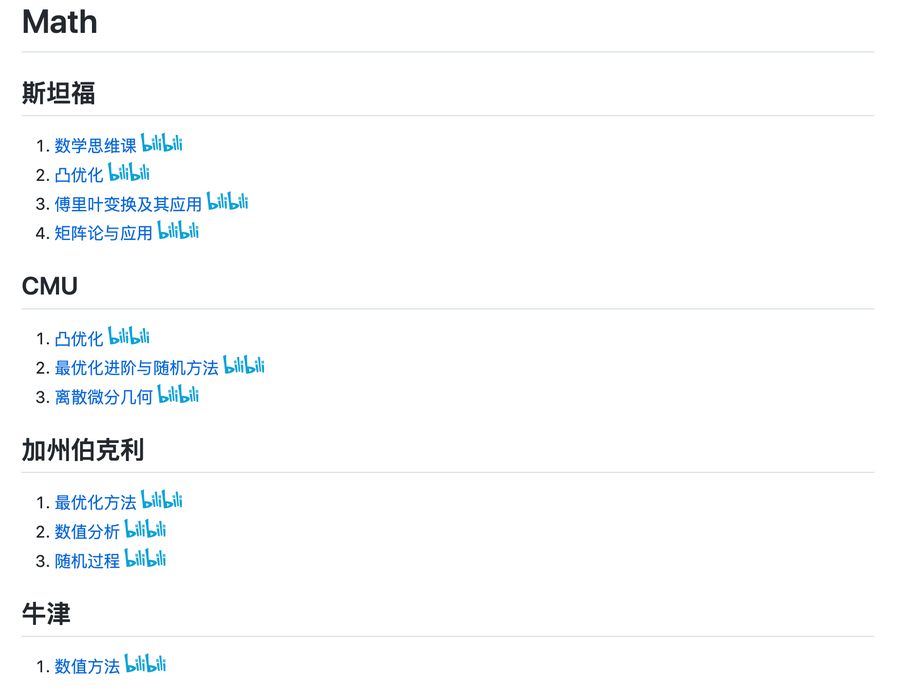 Math
斯坦福
1. 数学思维课 bilibili
2. 凸优化 bilibili
3. 傅里叶变换及其应用 bilibili
4. 矩阵论与应用 bilibili
CMU
1. 凸优化 bilibili
2. 最优化进阶与随机方法 bilibili
3. 离散微分几何 bilibili
加州伯克利
1. 最优化方法 bilibili
2. 数值分析 bilibili
3. 随机过程 bilibili
牛津
1. 数值方法 bilibili